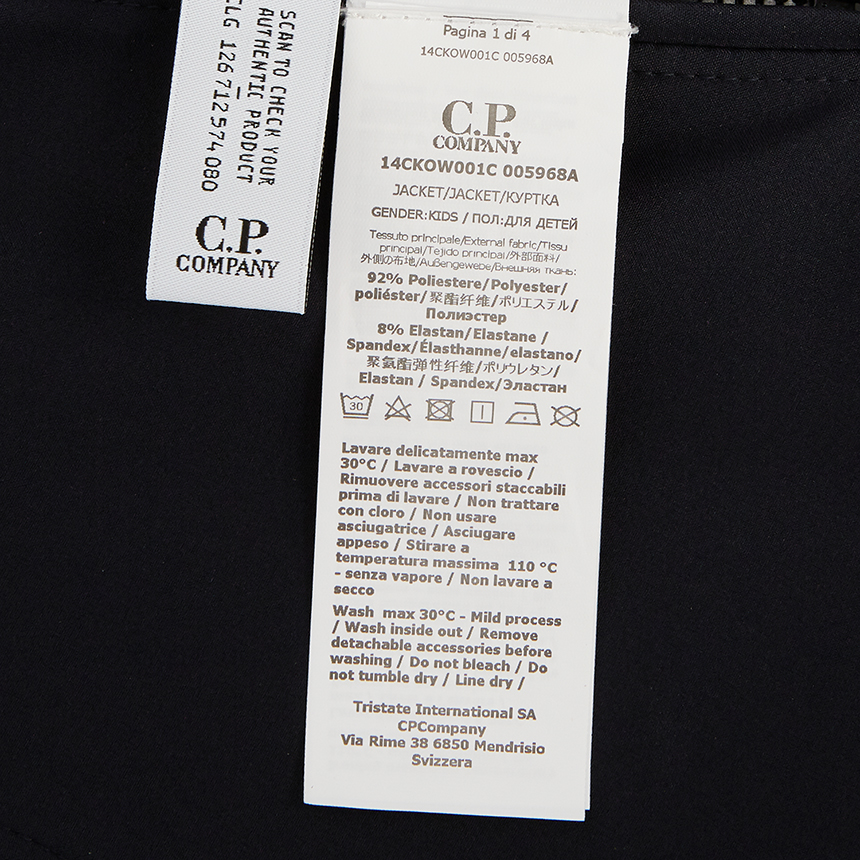 SCAN TO CHECK YOUR
AUTHENTIC PRODUCT
CLG 126 712 574 080
C.P.
COMPANY
Pagina 1 di 4
14CKOW001C 005968A
C.P.
COMPANY
14CKOW001C 005968A
JACKET/JACKET/КУРТКА
GENDER:KIDS / ПОЛ:ДЛЯ ДЕТЕЙ
Tessuto principale/External fabric/Tissu
principal/Tejido principal/外部面料/
外側の布地/Außengewebe/Внешняя ткань:
92% Poliestere/Polyester/
poliéster/聚酯纤维/ポリエステル/
Полиэстер
8% Elastan/Elastane /
Spandex/Élasthanne/elastano/
聚氨酯弹性纤维/ポリウレタン/
Elastan / Spandex/Эластан
30
Lavare delicatamente max
30°C / Lavare a rovescio /
Rimuovere accessori staccabili
prima di lavare / Non trattare
con cloro / Non usare
asciugatrice / Asciugare
appeso / Stirare a
temperatura massima 110 °C
- senza vapore / Non lavare a
secco
Wash max 30°C - Mild process
/ Wash inside out / Remove
detachable accessories before
washing / Do not bleach / Do
not tumble dry / Line dry /
Tristate International SA
CPCompany
Via Rime 38 6850 Mendrisio
Svizzera